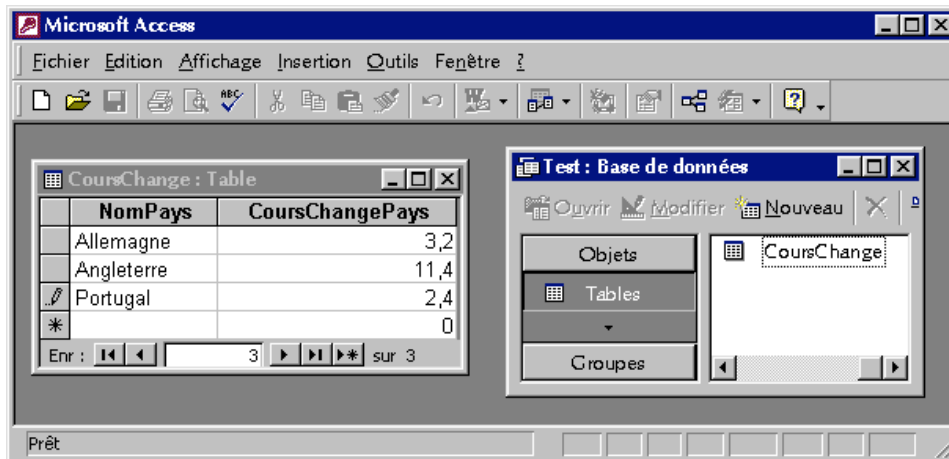 Microsoft Access
Fichier Edition Affichage Insertion Outils Fenêtre ?
ABC
CoursChange : Table
NomPays CoursChangePays
Allemagne 3,2
Angleterre 11,4
Portugal 2,4
0
Enr : 3 sur 3
Test : Base de données
Ouvrir Modifier Nouveau
Objets
Tables
Groupes
CoursChange
Prêt